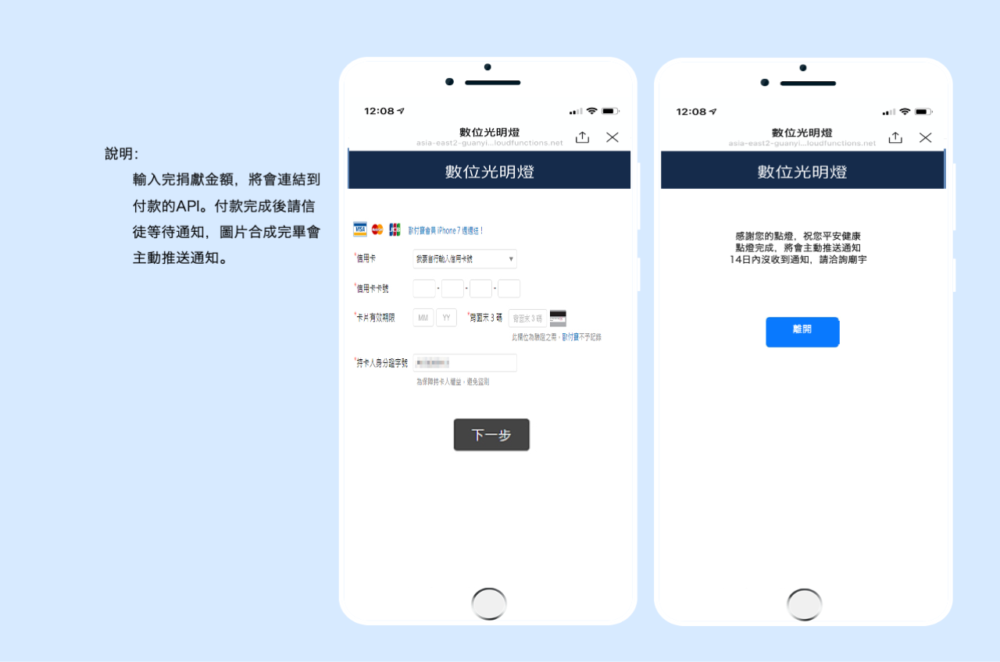 說明：
輸入完捐獻金額，將會連結到
付款的API。付款完成後請信
徒等待通知，圖片合成完畢會
主動推送通知。
12:08
數位光明燈
asia-east2-guanyi...loudfunctions.net
數位光明燈
VISA MasterCard JCB 歐付寶會員 iPhone 7 週週送！
*信用卡 我要自行輸入信用卡號
*信用卡卡號 - - -
*卡片有效期限 MM YY *背面末 3 碼 背面末 3 碼
此欄位為驗證之需，歐付寶不予記錄
*持卡人身分證字號
為保障持卡人權益，避免盜刷
下一步
12:08
數位光明燈
asia-east2-guanyi...loudfunctions.net
數位光明燈
感謝您的點燈，祝您平安健康
點燈完成，將會主動推送通知
14日內沒收到通知，請洽詢廟宇
離開